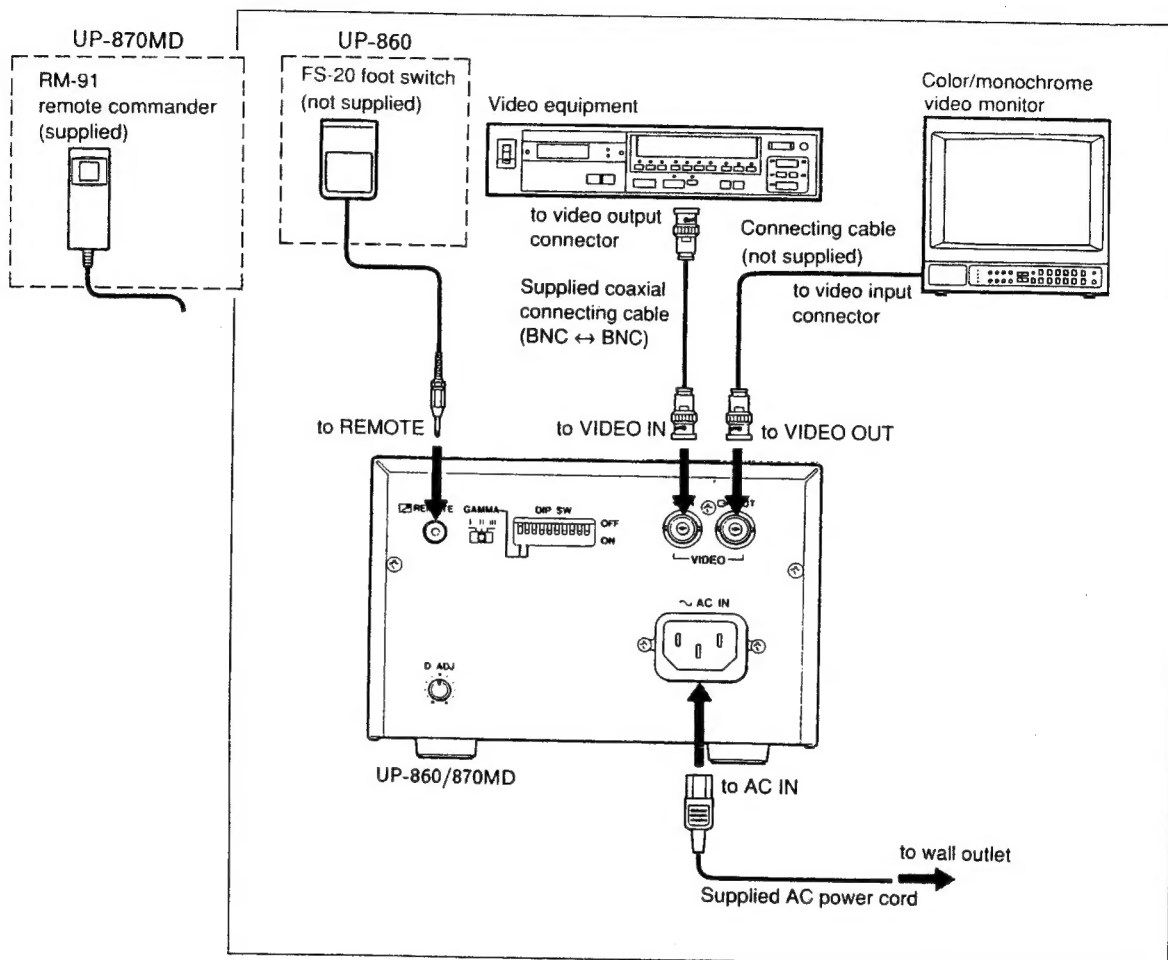 UP-870MD
RM-91
remote commander
(supplied)
UP-860
FS-20 foot switch
(not supplied)
Video equipment
Color/monochrome
video monitor
to video output
connector
Connecting cable
(not supplied)
Supplied coaxial
connecting cable
(BNC ↔ BNC)
to video input
connector
to REMOTE
to VIDEO IN
to VIDEO OUT
GAMMA
I II III
DIP SW
OFF
ON
VIDEO
~ AC IN
D ADJ
UP-860/870MD
to AC IN
to wall outlet
Supplied AC power cord